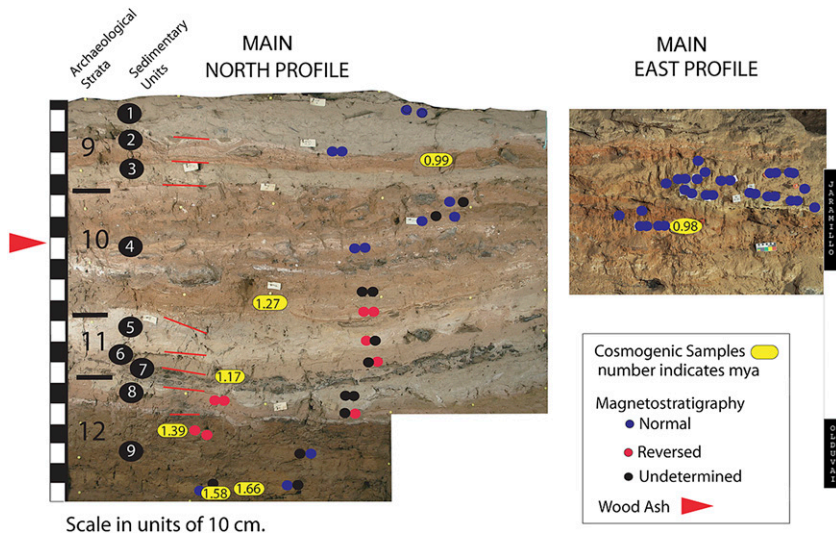 Archaeological
Strata
Sedimentary
Units
MAIN
NORTH PROFILE
MAIN
EAST PROFILE
1
2
9
3
0.99
10
4
1.27
5
11
6
7
1.17
8
12
1.39
9
1.58
1.66
Scale in units of 10 cm.
0.98
JARAMILLO
OLDUVAI
Cosmogenic Samples
number indicates mya
Magnetostratigraphy
Normal
Reversed
Undetermined
Wood Ash